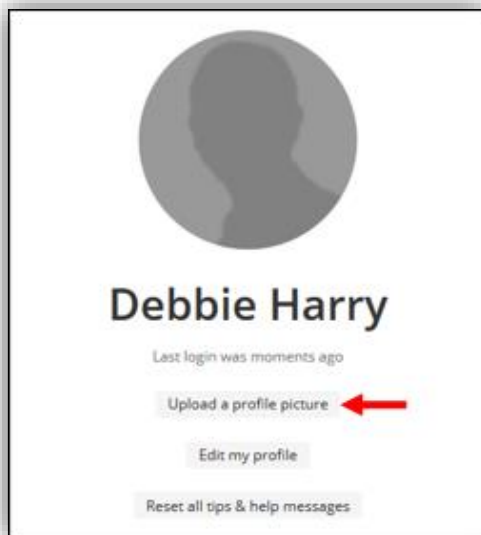 Debbie Harry
Last login was moments ago
Upload a profile picture
Edit my profile
Reset all tips & help messages